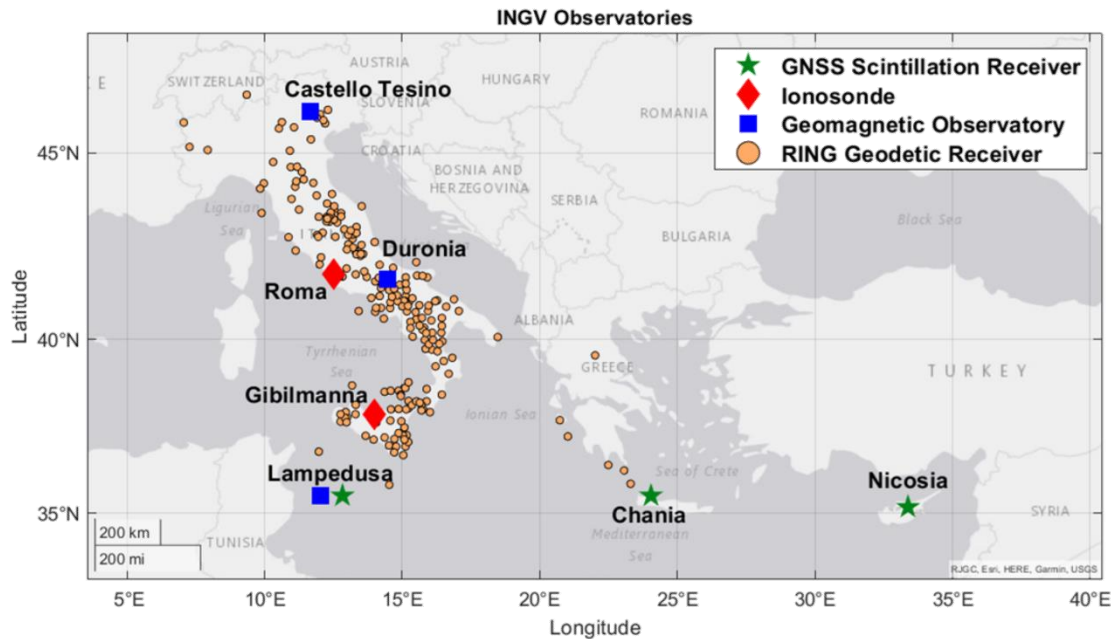 INGV Observatories
GNSS Scintillation Receiver
Ionosonde
Geomagnetic Observatory
RING Geodetic Receiver
AUSTRIA
SWITZERLAND
C E
HUNGARY
Castello Tesino
SLOVENIA
ROMANIA
CROATIA
BOSNIA AND
HERZEGOVINA
SERBIA
Ligurian
Sea
Black Sea
BULGARIA
Duronia
Roma
ALBANIA
Tyrrhenian
Sea
GREECE
TURKEY
Gibilmanna
Ionian Sea
Lampedusa
Sea of Crete
Nicosia
Chania
SYRIA
Mediterranean
Sea
TUNISIA
200 km
200 mi
RJGC, Esri, HERE, Garmin, USGS
45°N
40°N
35°N
Latitude
5°E
10°E
15°E
20°E
25°E
30°E
35°E
40°E
Longitude